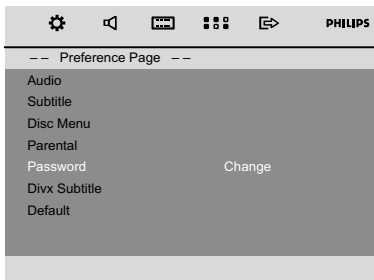 PHILIPS
-- Preference Page --
Audio
Subtitle
Disc Menu
Parental
Password Change
Divx Subtitle
Default